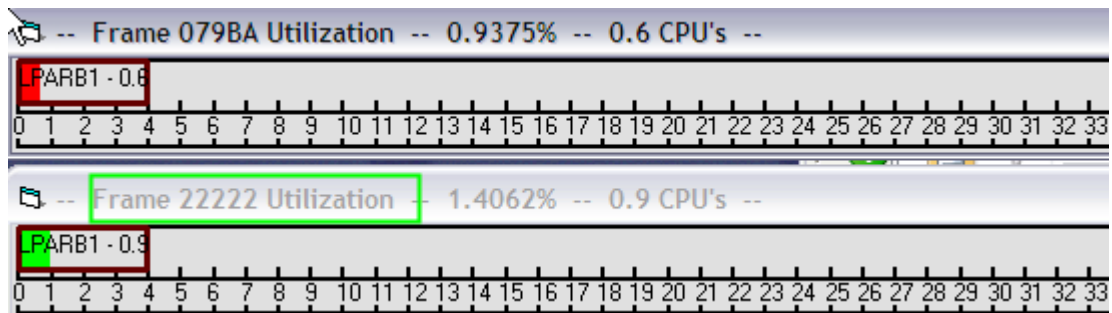 -- Frame 079BA Utilization -- 0.9375% -- 0.6 CPU's --
LPARB1 - 0.6
0 1 2 3 4 5 6 7 8 9 10 11 12 13 14 15 16 17 18 19 20 21 22 23 24 25 26 27 28 29 30 31 32 33
-- Frame 22222 Utilization -- 1.4062% -- 0.9 CPU's --
LPARB1 - 0.9
0 1 2 3 4 5 6 7 8 9 10 11 12 13 14 15 16 17 18 19 20 21 22 23 24 25 26 27 28 29 30 31 32 33